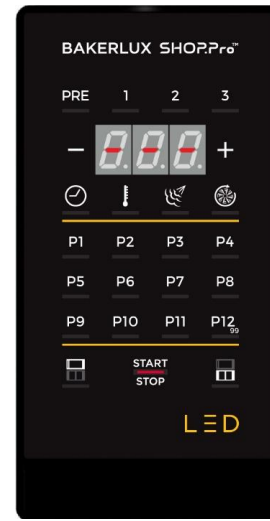 BAKERLUX SHOP.Pro™
PRE 1 2 3
- --- +
P1 P2 P3 P4
P5 P6 P7 P8
P9 P10 P11 P12 99
START
STOP
LED